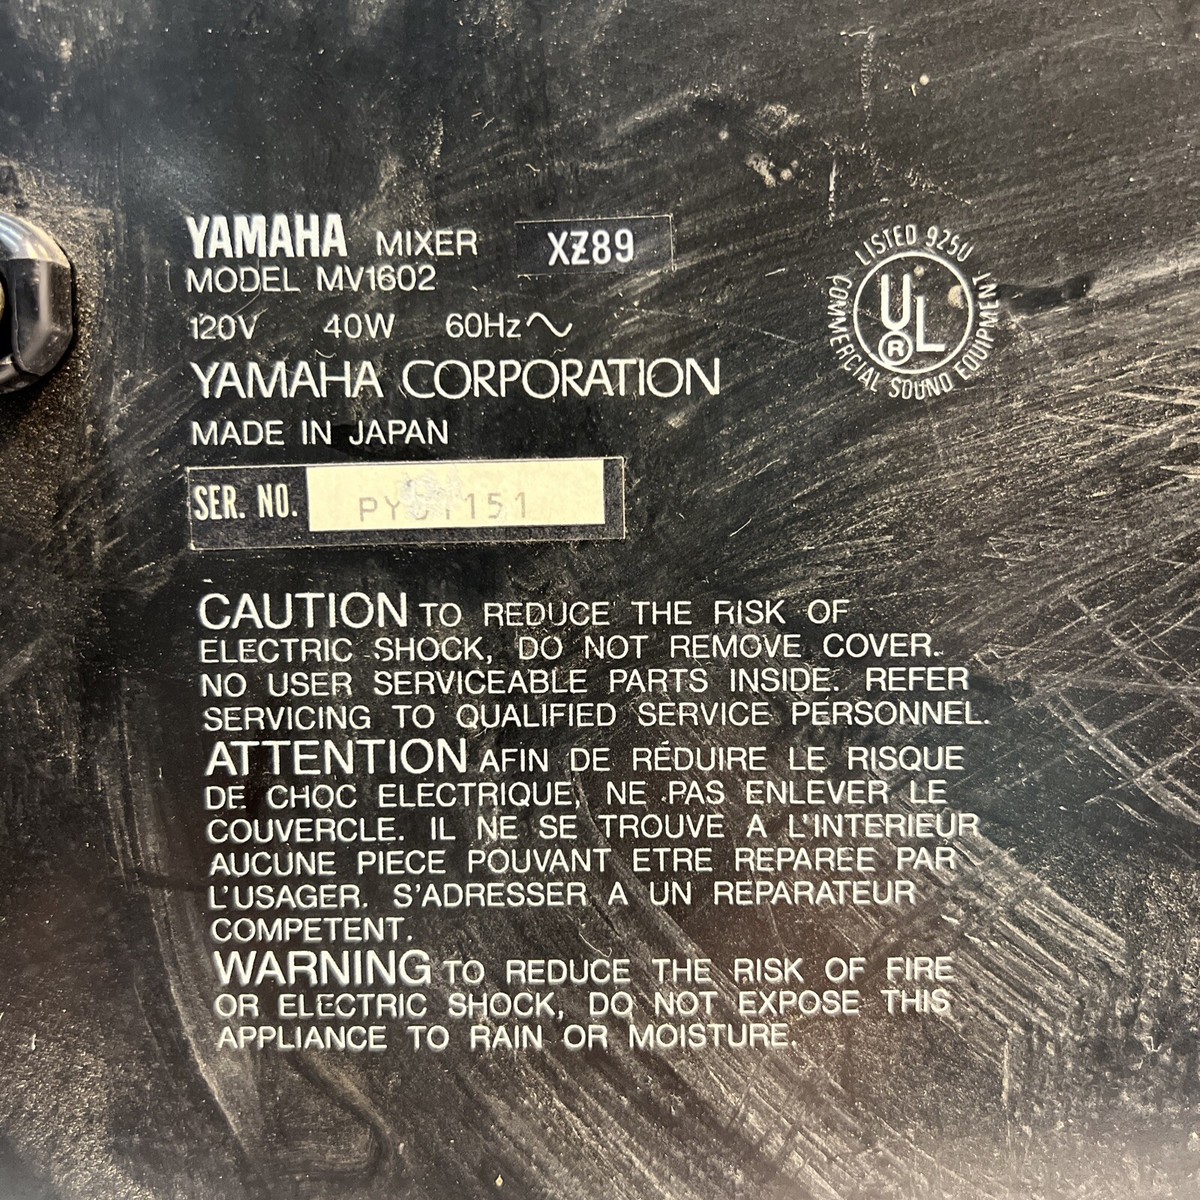 YAMAHA MIXER XZ89
MODEL MV1602
120V 40W 60Hz~
YAMAHA CORPORATION
MADE IN JAPAN
SER. NO.
LISTED 925U
UL
®
COMMERCIAL SOUND EQUIPMENT
CAUTION TO REDUCE THE RISK OF
ELECTRIC SHOCK, DO NOT REMOVE COVER.
NO USER SERVICEABLE PARTS INSIDE. REFER
SERVICING TO QUALIFIED SERVICE PERSONNEL.
ATTENTION AFIN DE RÉDUIRE LE RISQUE
DE CHOC ELECTRIQUE, NE PAS ENLEVER LE
COUVERCLE. IL NE SE TROUVE A L'INTERIEUR
AUCUNE PIECE POUVANT ETRE REPAREE PAR
L'USAGER. S'ADRESSER A UN REPARATEUR
COMPETENT.
WARNING TO REDUCE THE RISK OF FIRE
OR ELECTRIC SHOCK, DO NOT EXPOSE THIS
APPLIANCE TO RAIN OR MOISTURE.